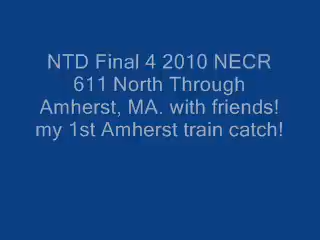 NTD Final 4 2010 NECR
611 North Through
Amherst, MA. with friends!
my 1st Amherst train catch!